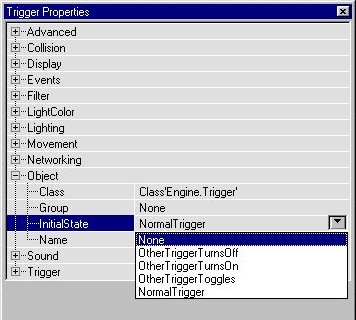 Trigger Properties
Advanced
Collision
Display
Events
Filter
LightColor
Lighting
Movement
Networking
Object
Class Class'Engine.Trigger'
Group None
InitialState NormalTrigger
Name None
OtherTriggerTurnsOff
Sound OtherTriggerTurnsOn
Trigger OtherTriggerToggles
NormalTrigger